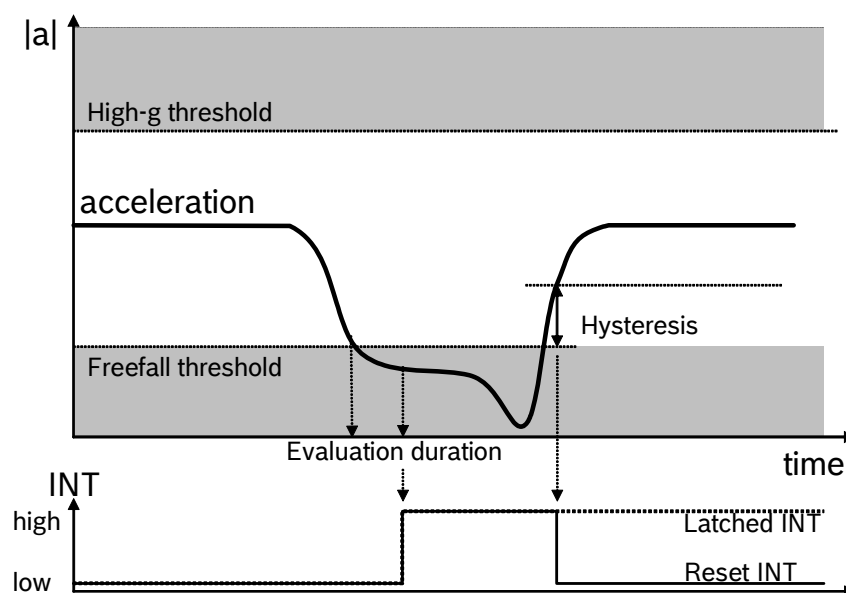 |a|
High-g threshold
acceleration
Hysteresis
Freefall threshold
Evaluation duration
time
INT
high
Latched INT
low
Reset INT